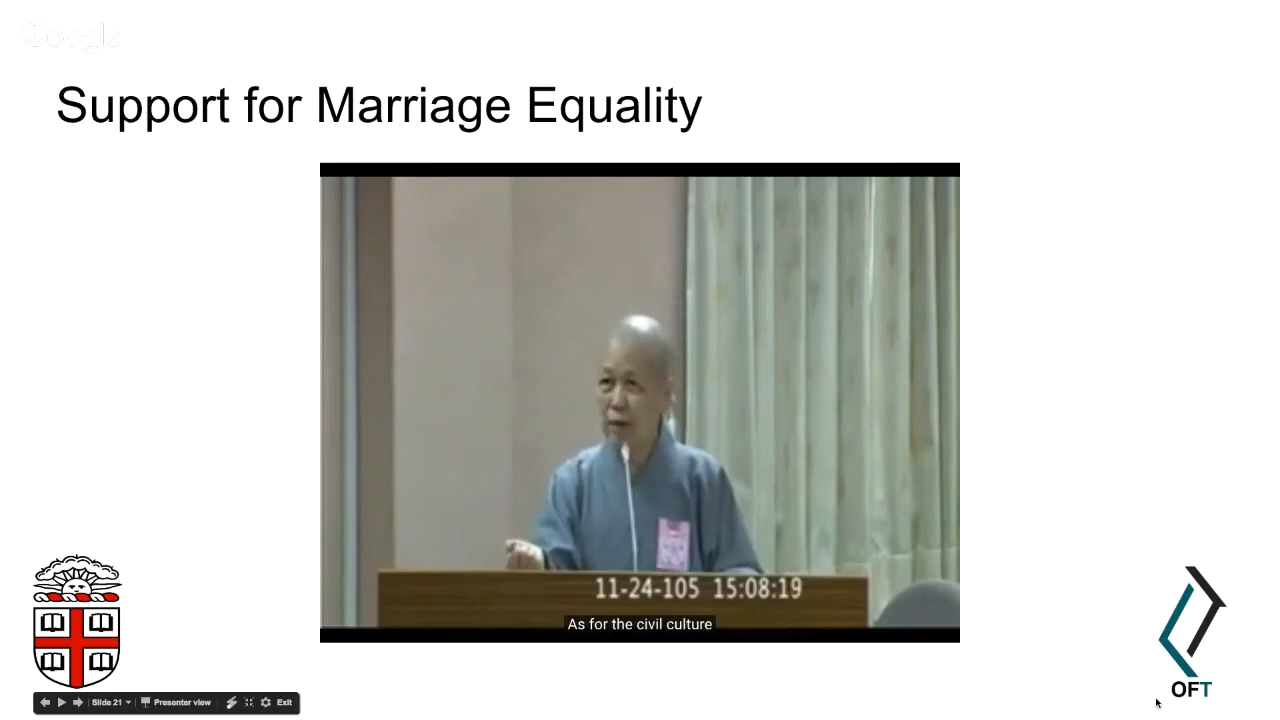 Google
Support for Marriage Equality
11-24-105 15:08:19
As for the civil culture
OFT
Slide 21
Presenter view
Exit